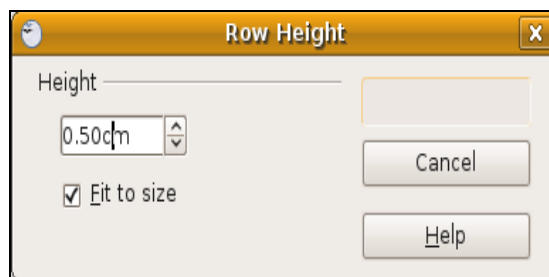 Row Height
Height
0.50cm
Fit to size
Cancel
Help